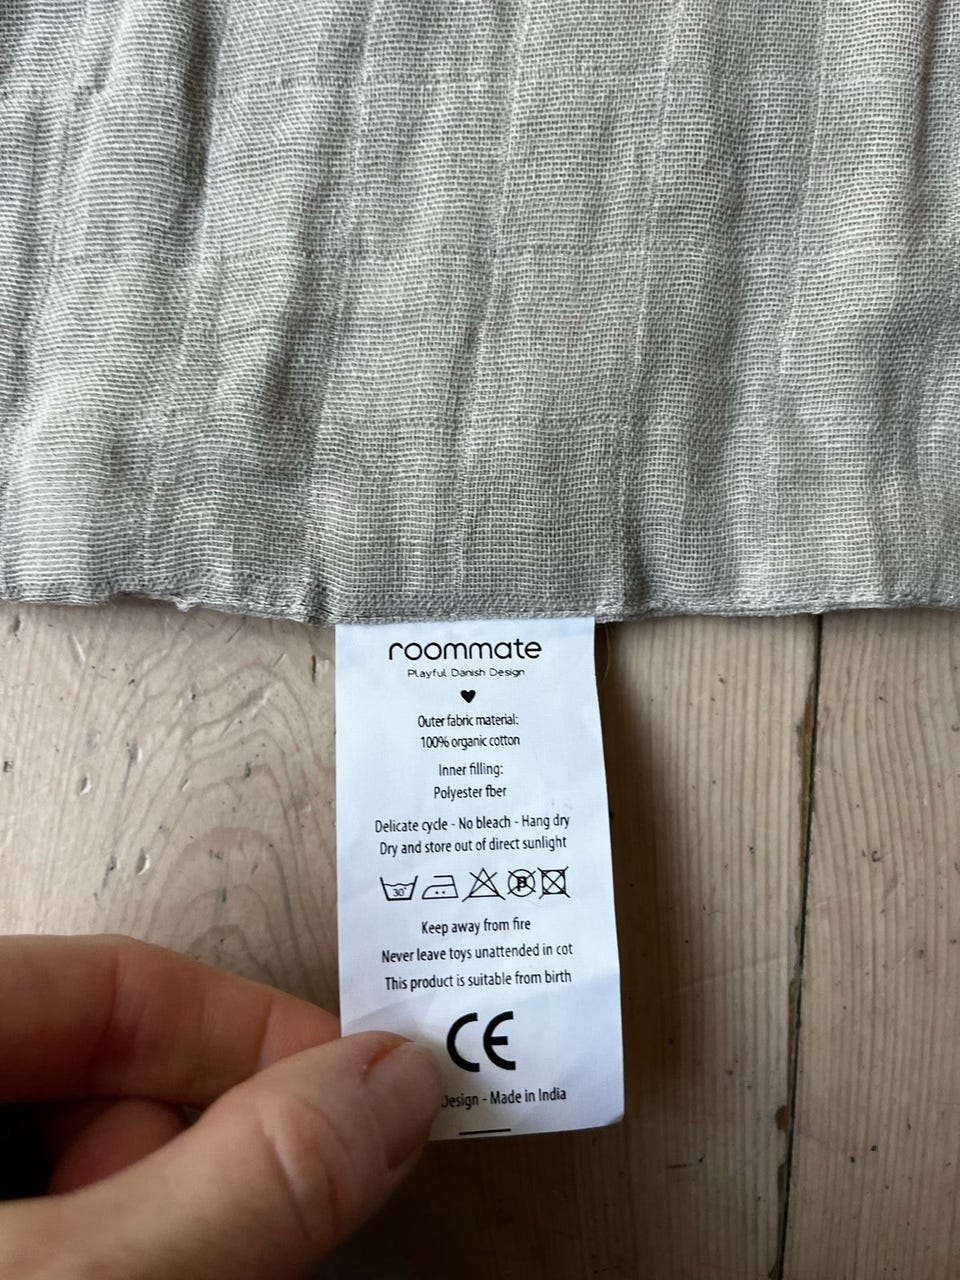 roommate
Playful Danish Design
Outer fabric material:
100% organic cotton
Inner filling:
Polyester fber
Delicate cycle - No bleach - Hang dry
Dry and store out of direct sunlight
30°
P
Keep away from fire
Never leave toys unattended in cot
This product is suitable from birth
CE
Design - Made in India